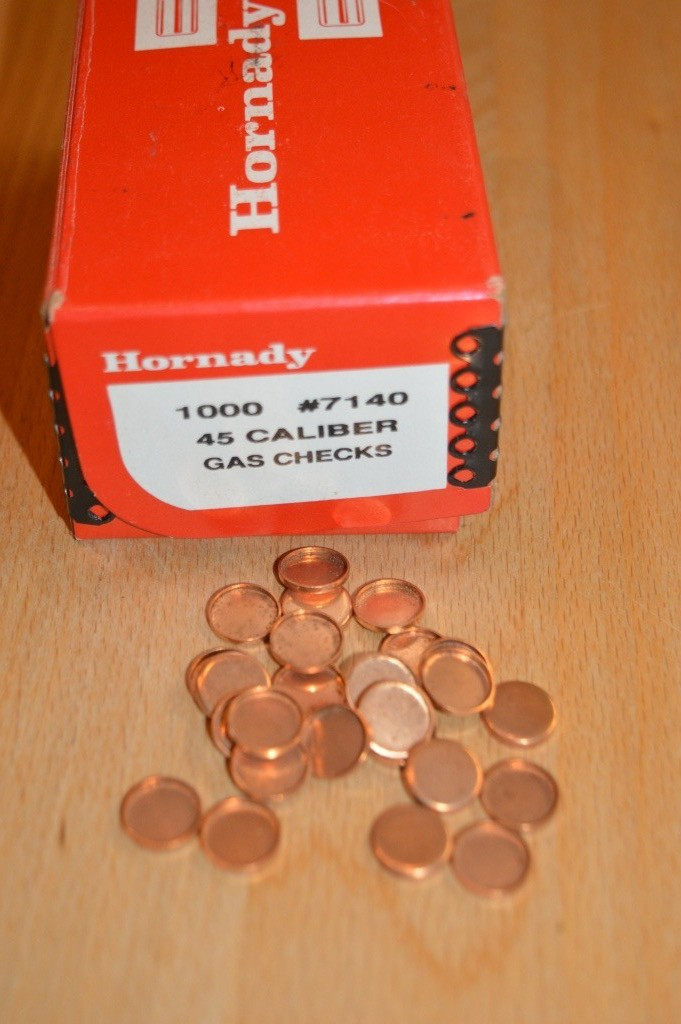 Hornady
Hornady
1000 #7140
45 CALIBER
GAS CHECKS